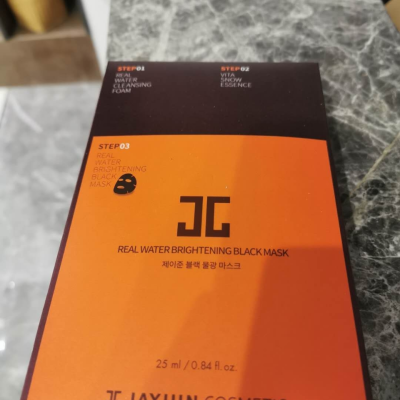 STEP01
REAL
WATER
CLEANSING
FOAM
STEP02
VITA
SNOW
ESSENCE
STEP03
REAL
WATER
BRIGHTENING
BLACK
MASK
REAL WATER BRIGHTENING BLACK MASK
제이준 블랙 물광 마스크
25 ml / 0.84 fl. oz.